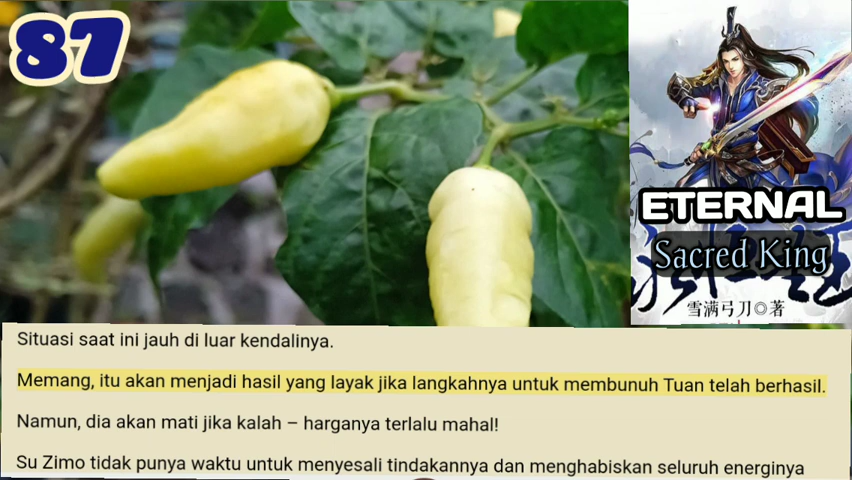 87
ETERNAL
Sacred King
雪满弓刀◎著
Situasi saat ini jauh di luar kendalinya.
Memang, itu akan menjadi hasil yang layak jika langkahnya untuk membunuh Tuan telah berhasil.
Namun, dia akan mati jika kalah – harganya terlalu mahal!
Su Zimo tidak punya waktu untuk menyesali tindakannya dan menghabiskan seluruh energinya